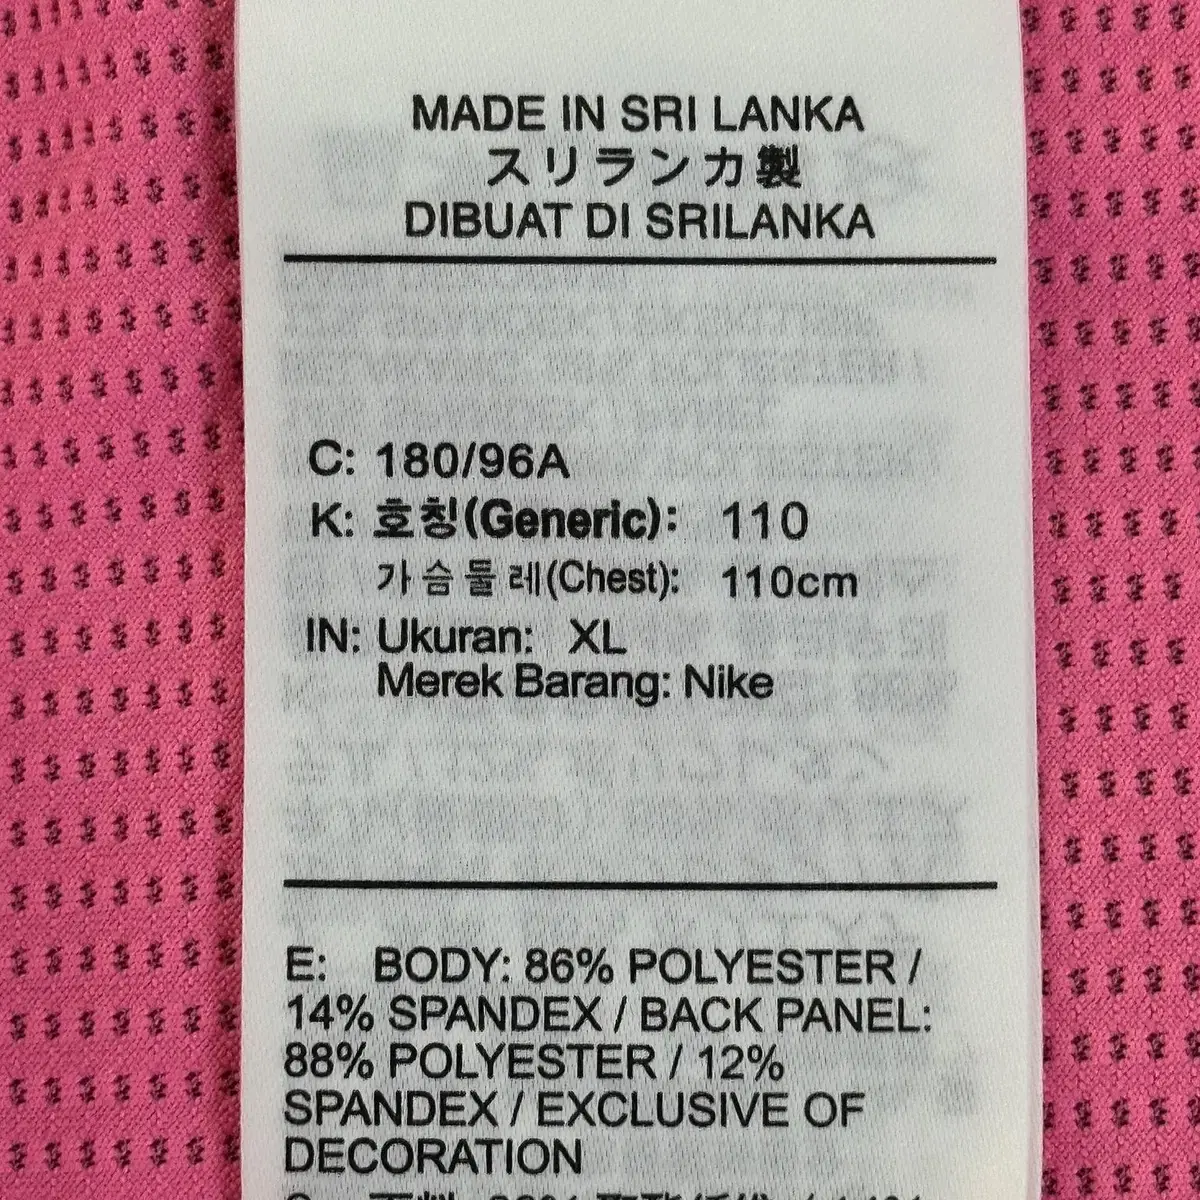 MADE IN SRI LANKA
スリランカ製
DIBUAT DI SRILANKA
C: 180/96A
K: 호칭(Generic): 110
가슴둘레(Chest): 110cm
IN: Ukuran: XL
Merek Barang: Nike
E: BODY: 86% POLYESTER /
14% SPANDEX / BACK PANEL:
88% POLYESTER / 12%
SPANDEX / EXCLUSIVE OF
DECORATION